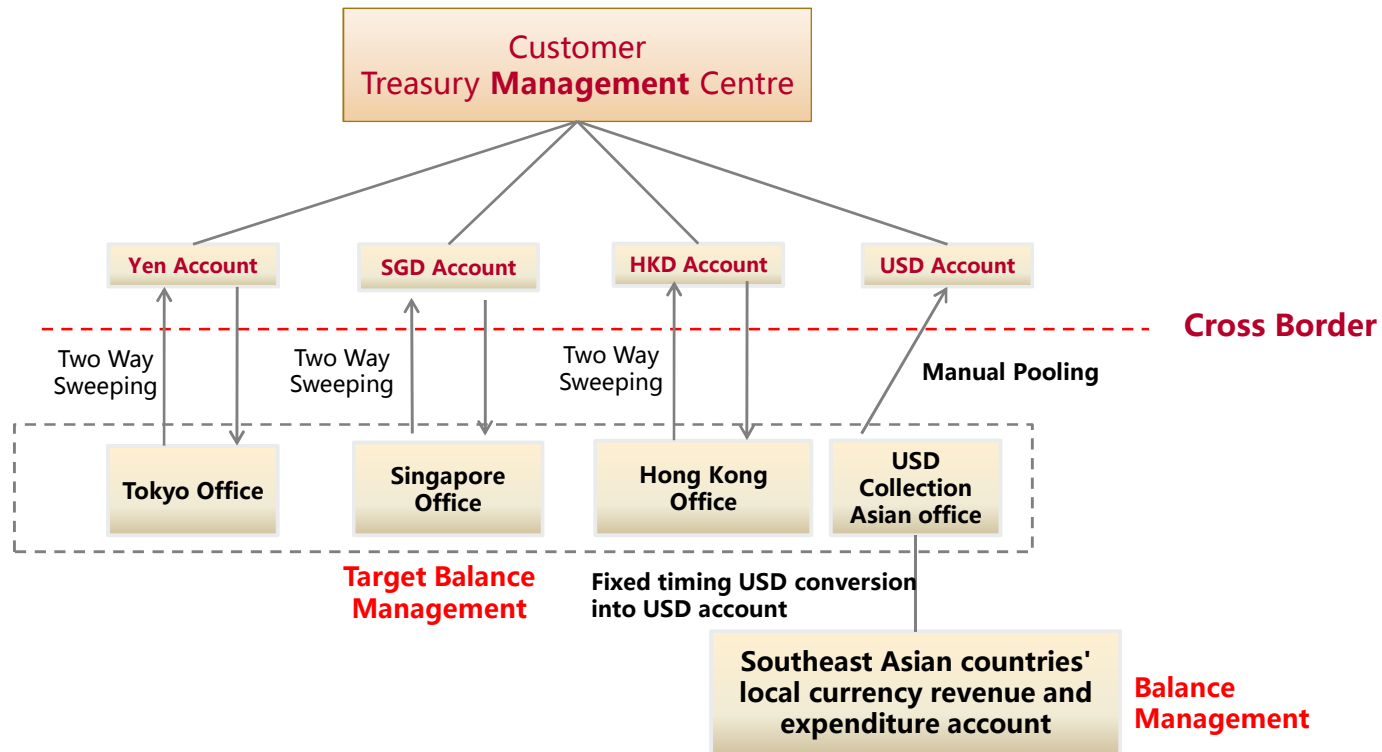 Customer
Treasury Management Centre
Yen Account
SGD Account
HKD Account
USD Account
Cross Border
Two Way
Sweeping
Two Way
Sweeping
Two Way
Sweeping
Manual Pooling
Tokyo Office
Singapore
Office
Hong Kong
Office
USD
Collection
Asian office
Target Balance
Management
Fixed timing USD conversion
into USD account
Southeast Asian countries'
local currency revenue and
expenditure account
Balance
Management